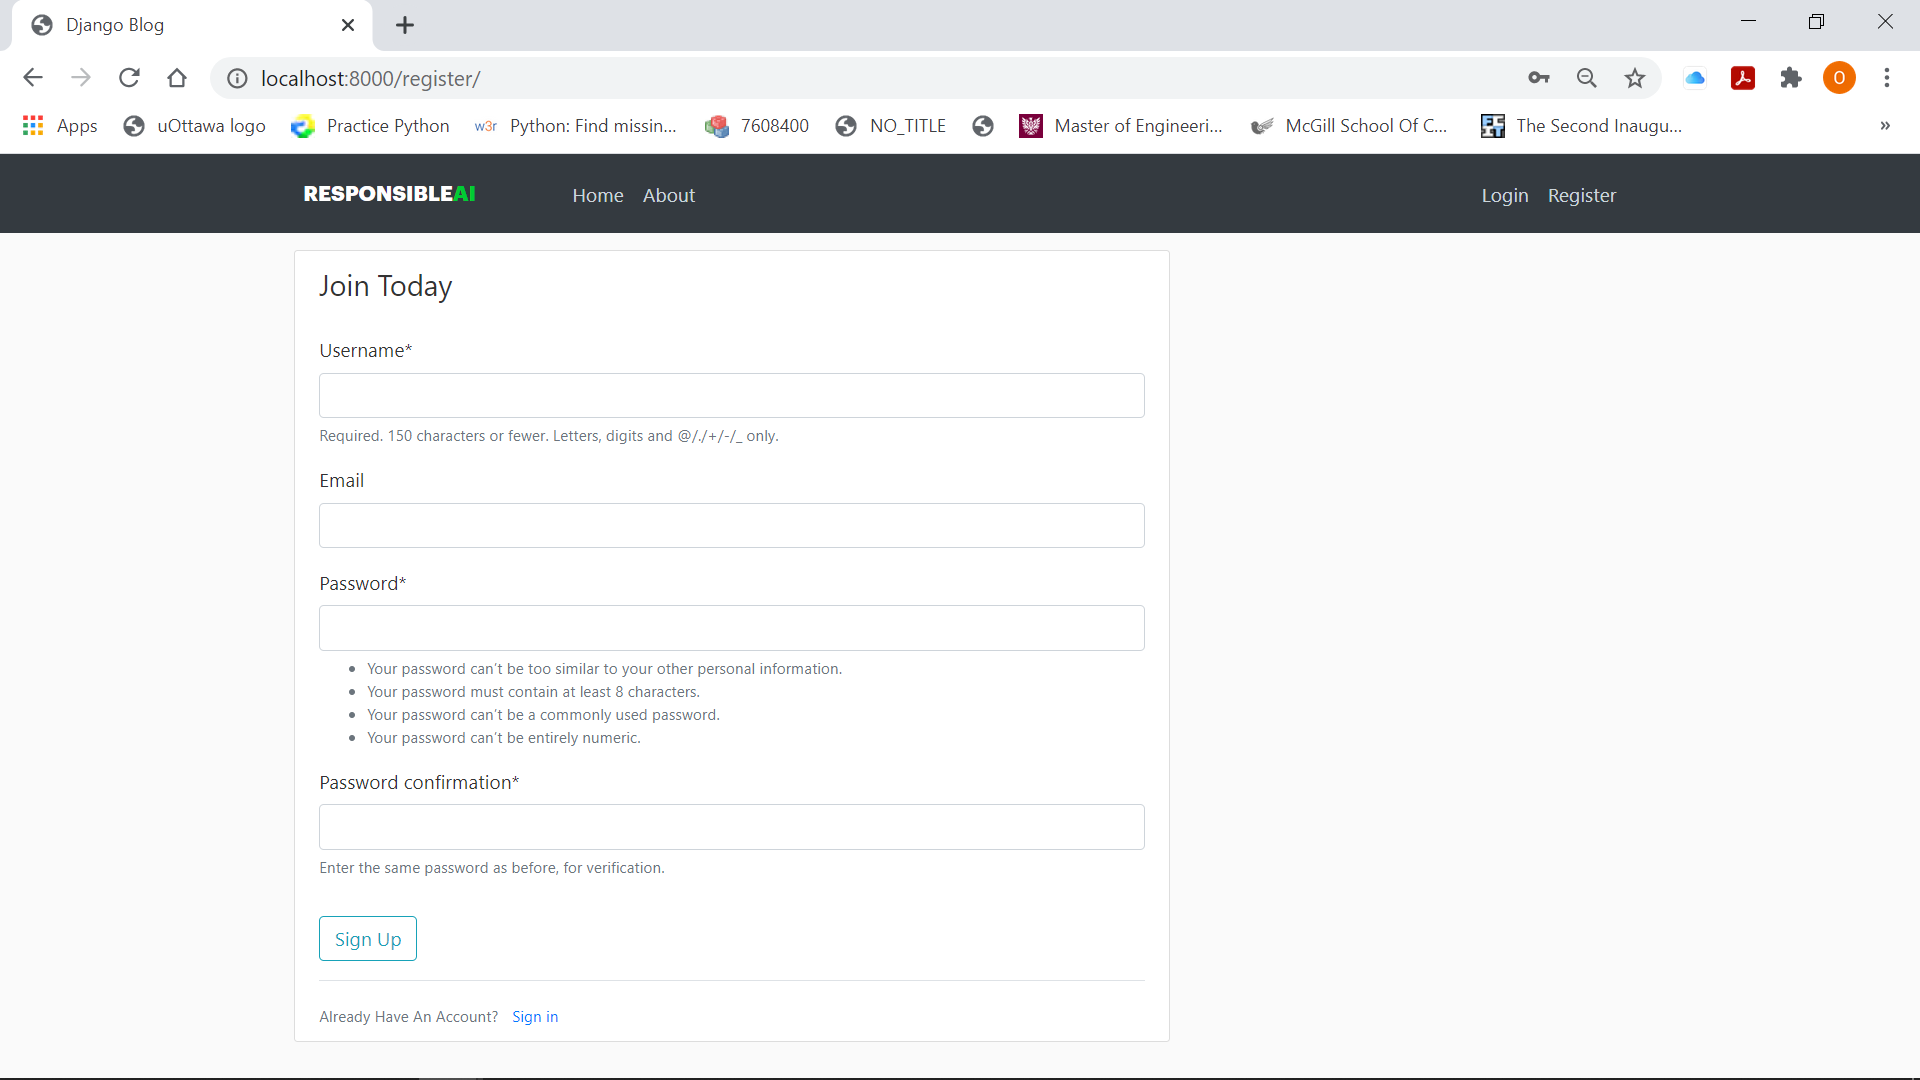 Django Blog
localhost:8000/register/
Apps uOttawa logo Practice Python w3r Python: Find missin... 7608400 NO_TITLE Master of Engineeri... McGill School Of C... The Second Inaugu... »
RESPONSIBLEAI Home About Login Register
Join Today
Username*
Required. 150 characters or fewer. Letters, digits and @/./+/-/_ only.
Email
Password*
• Your password can't be too similar to your other personal information.
• Your password must contain at least 8 characters.
• Your password can't be a commonly used password.
• Your password can't be entirely numeric.
Password confirmation*
Enter the same password as before, for verification.
Sign Up
Already Have An Account? Sign in